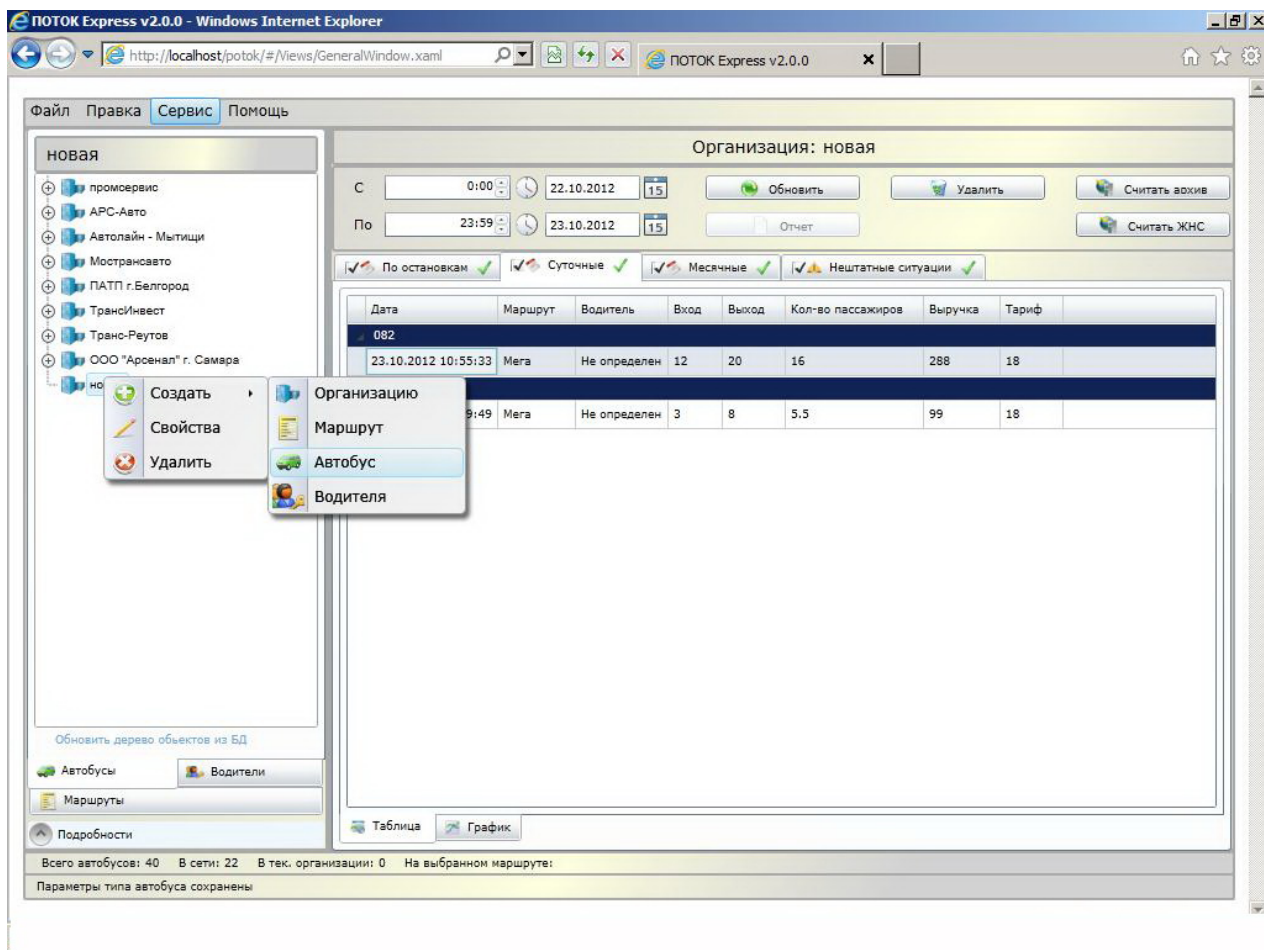 ПОТОК Express v2.0.0 - Windows Internet Explorer
http://localhost/potok/#/Views/GeneralWindow.xaml
ПОТОК Express v2.0.0
Файл Правка Сервис Помощь
новая
Организация: новая
промсервис
АРС-Авто
Автолайн - Мытищи
Мострансавто
ПАТП г.Белгород
ТрансИнвест
Транс-Реутов
ООО "Арсенал" г. Самара
но
С 0:00 22.10.2012 15 Обновить Удалить Считать архив
По 23:59 23.10.2012 15 Отчет Считать ЖНС
По остановкам Суточные Месячные Нештатные ситуации
Дата Маршрут Водитель Вход Выход Кол-во пассажиров Выручка Тариф
082
23.10.2012 10:55:33 Мега Не определен 12 20 16 288 18
9:49 Мега Не определен 3 8 5.5 99 18
Создать
Свойства
Удалить
Организацию
Маршрут
Автобус
Водителя
Обновить дерево обьектов из БД
Автобусы Водители
Маршруты
Подробности
Таблица График
Всего автобусов: 40 В сети: 22 В тек. организации: 0 На выбранном маршруте:
Параметры типа автобуса сохранены